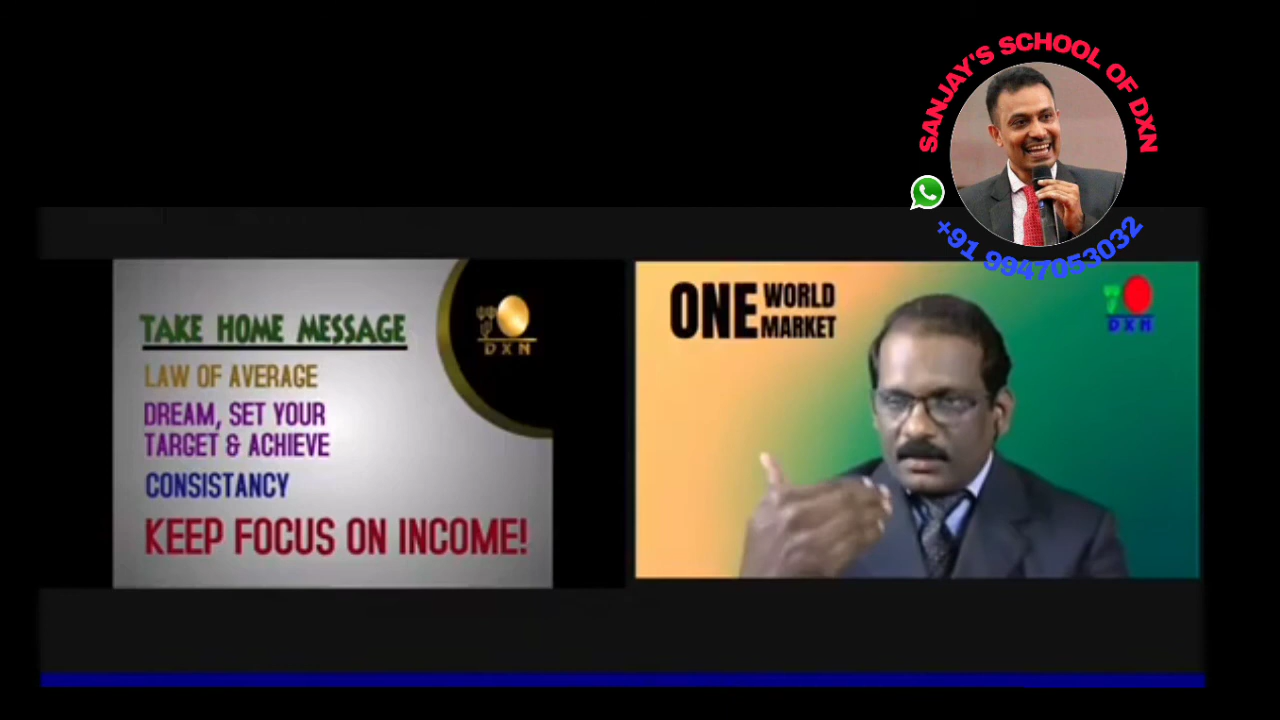 SANJAY'S SCHOOL OF DXN
+91 9947053032
TAKE HOME MESSAGE
LAW OF AVERAGE
DREAM, SET YOUR
TARGET & ACHIEVE
CONSISTANCY
KEEP FOCUS ON INCOME!
DXN
ONE WORLD
MARKET
DXN